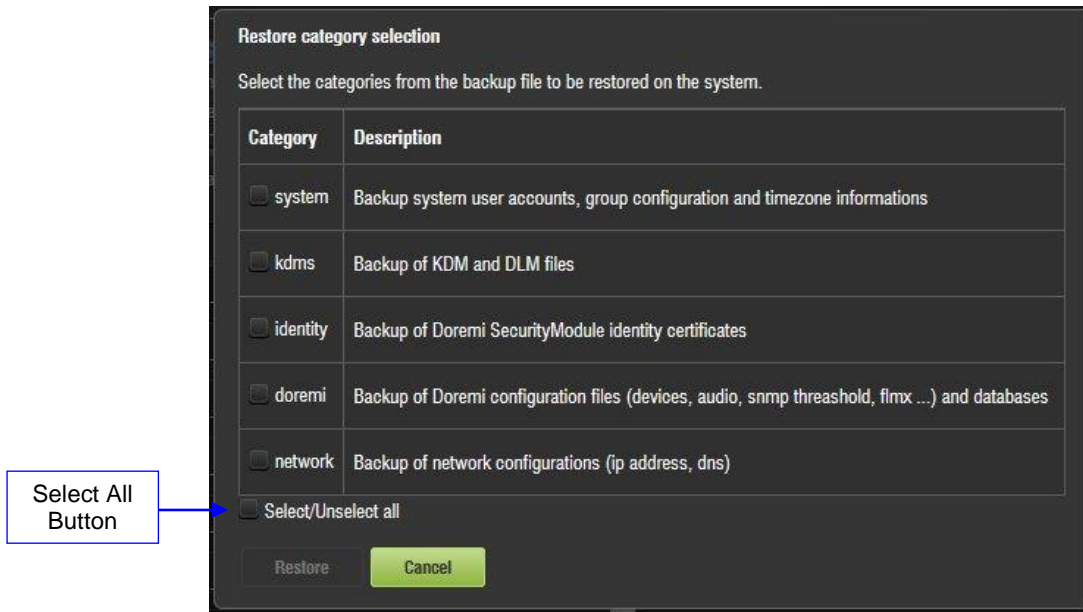 Restore category selection
Select the categories from the backup file to be restored on the system.
Category Description
system Backup system user accounts, group configuration and timezone informations
kdms Backup of KDM and DLM files
identity Backup of Doremi SecurityModule identity certificates
doremi Backup of Doremi configuration files (devices, audio, snmp threashold, flmx ...) and databases
network Backup of network configurations (ip address, dns)
Select All
Button
Select/Unselect all
Restore Cancel